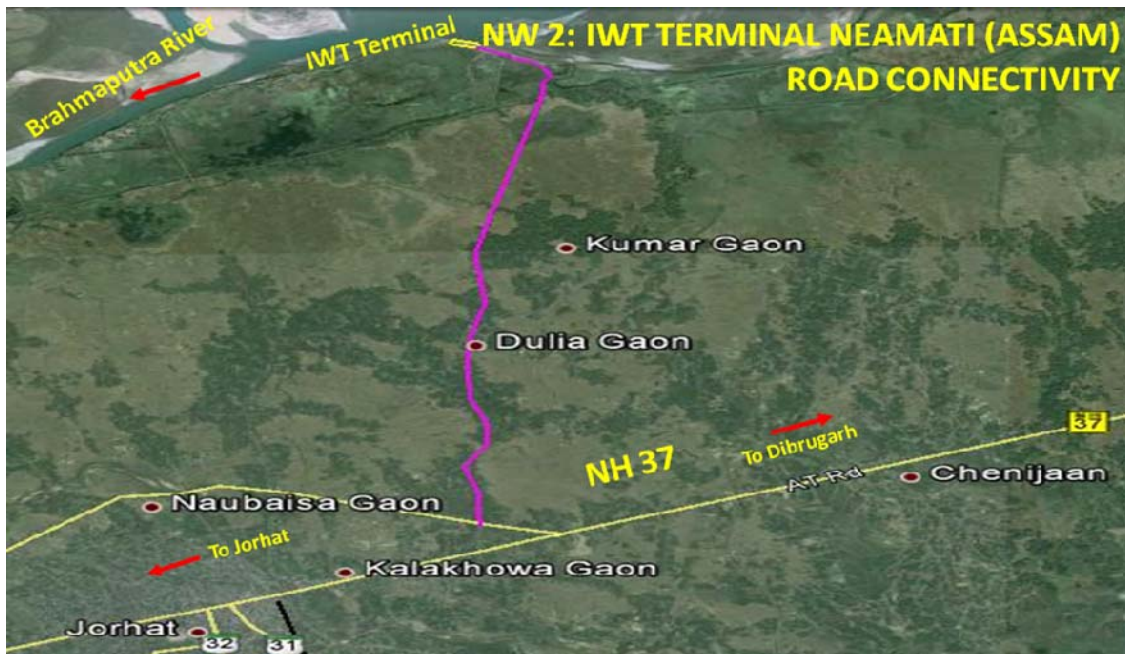 NW 2: IWT TERMINAL NEAMATI (ASSAM)
ROAD CONNECTIVITY
IWT Terminal
Brahmaputra River
Kumar Gaon
Dulia Gaon
37
To Dibrugarh
NH 37
AT Rd
Chenijaan
Naubaisa Gaon
To Jorhat
Kalakhowa Gaon
Jorhat
32
31